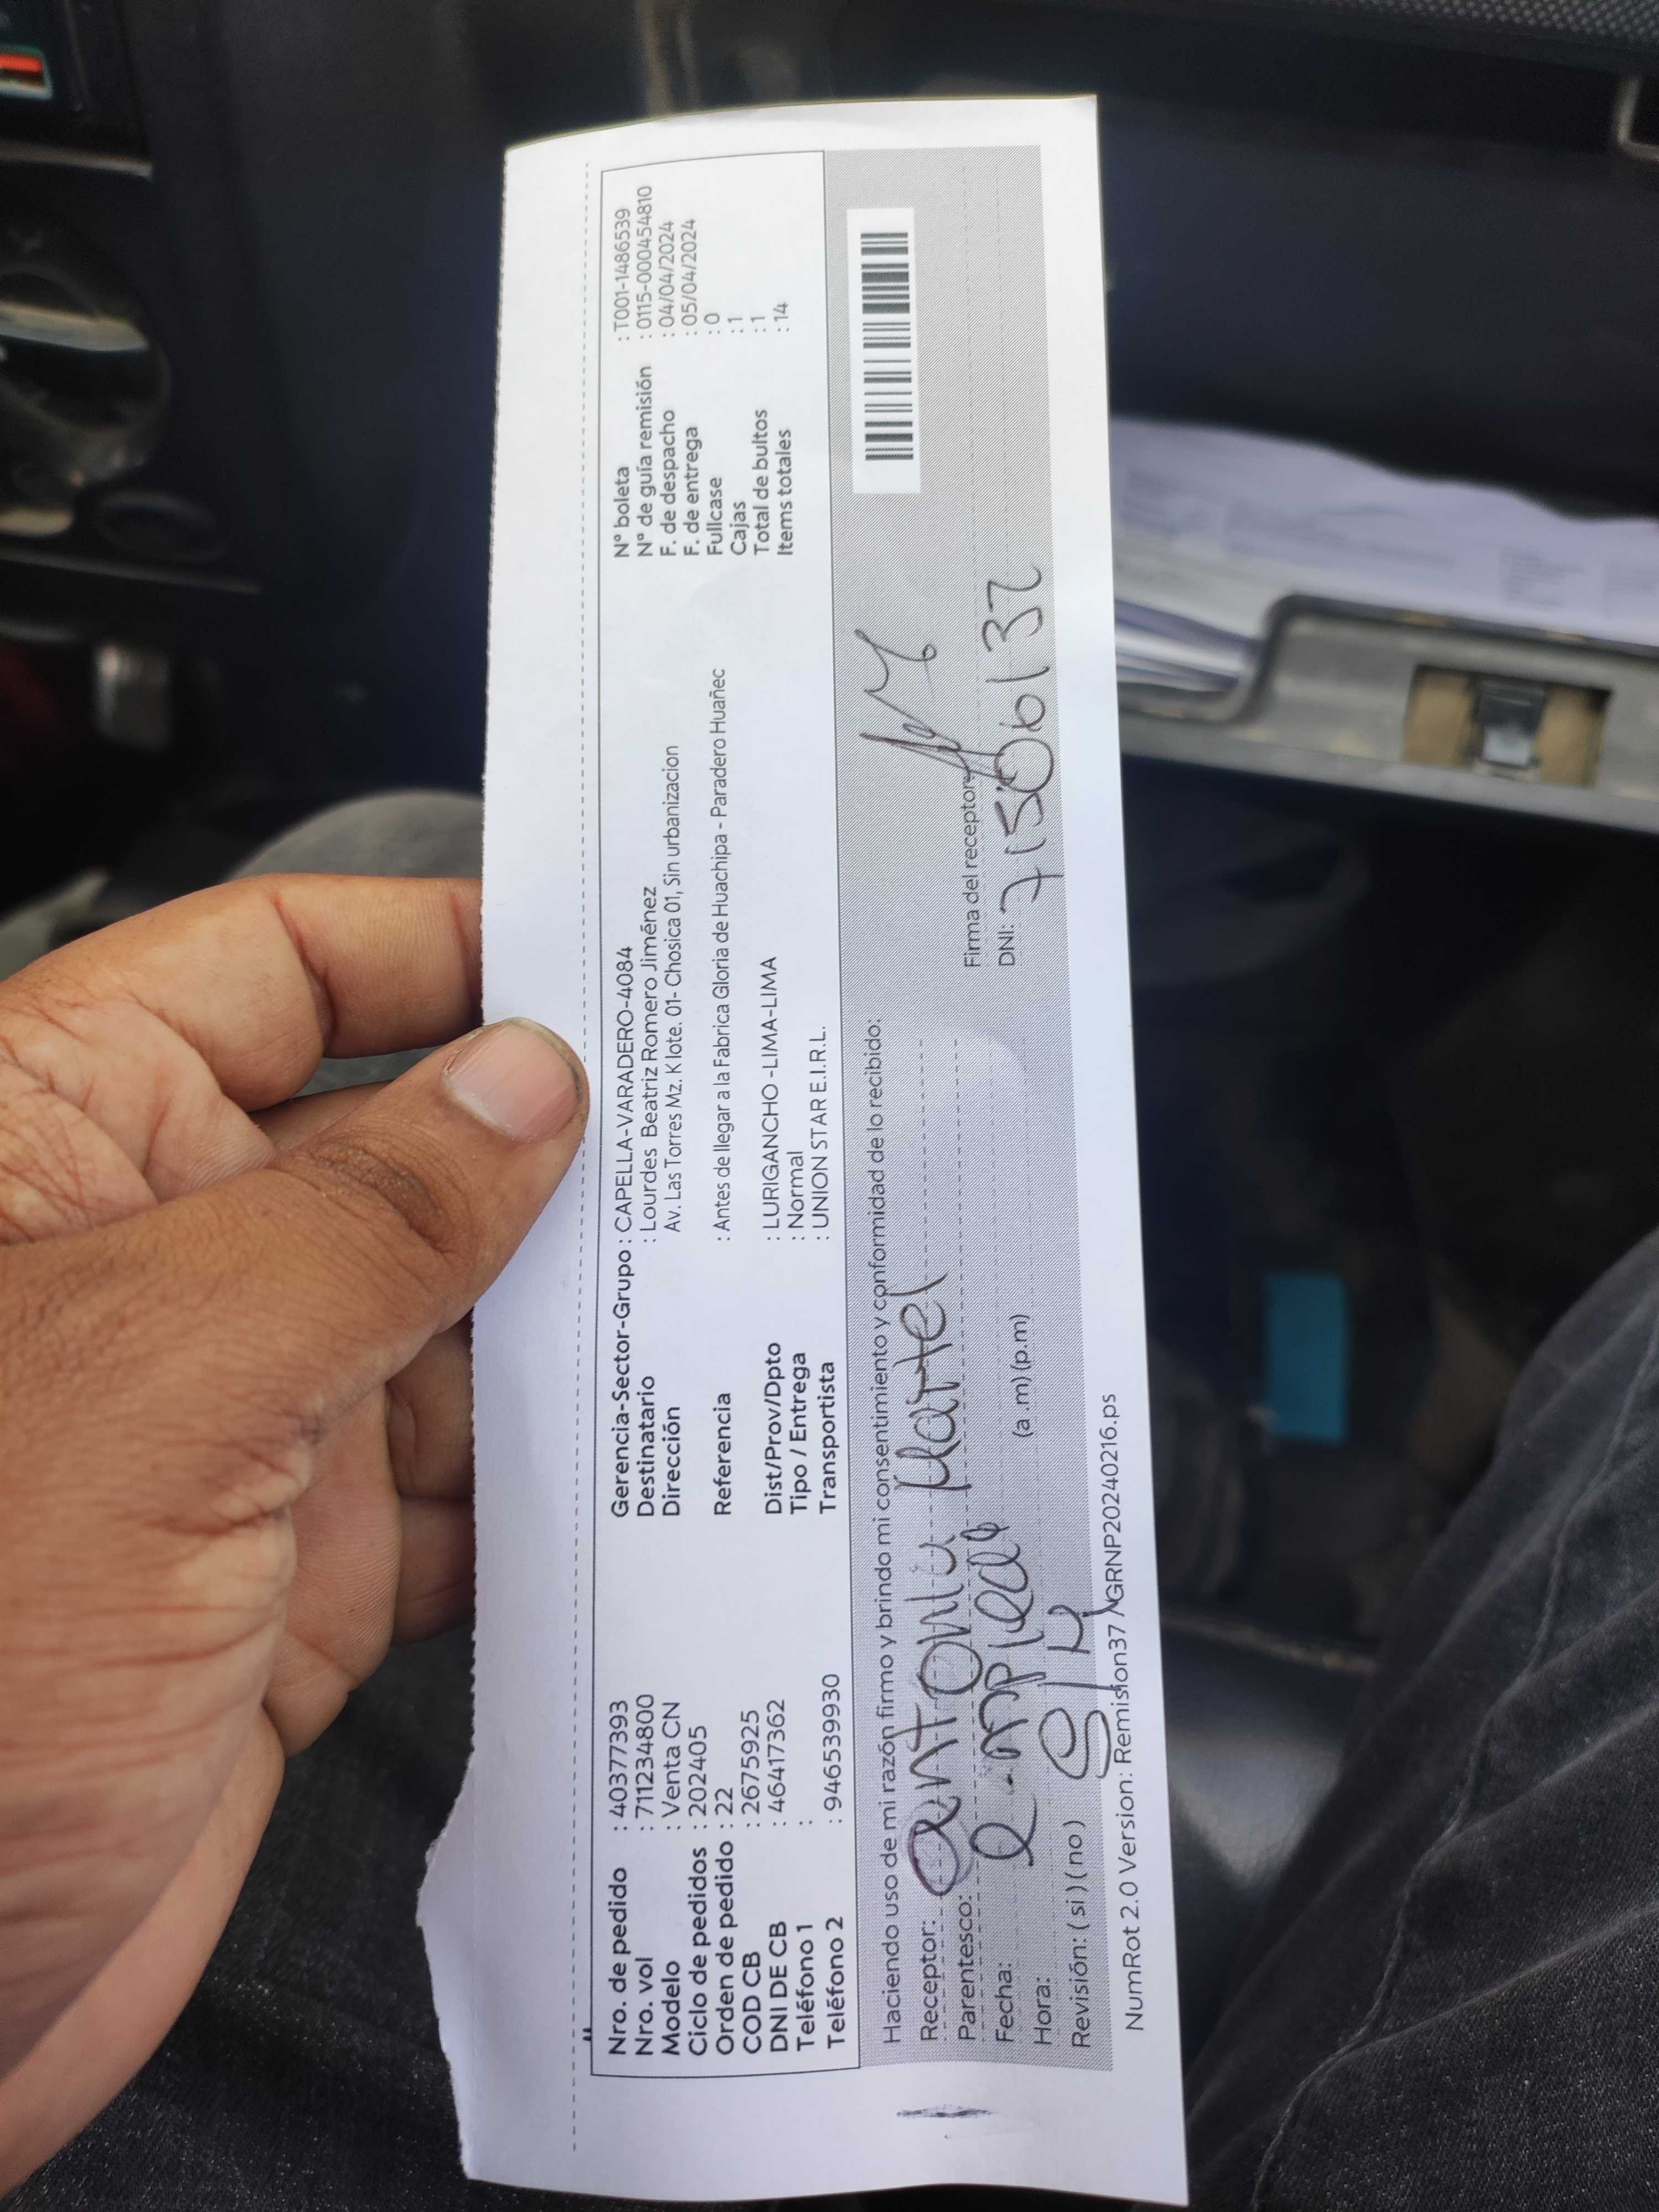 Nro. de pedido : 40377393
Nro. vol : 711234800
Modelo : Venta CN
Ciclo de pedidos : 202405
Orden de pedido : 22
COD CB : 2675925
DNI DE CB : 46417362
Teléfono 1 :
Teléfono 2 : 946539930
Gerencia-Sector-Grupo : CAPELLA-VARADERO-4084
Destinatario : Lourdes Beatriz Romero Jiménez
Dirección Av. Las Torres Mz. K lote. 01- Chosica 01, Sin urbanizacion
Referencia : Antes de llegar a la Fabrica Gloria de Huachipa - Paradero Huañec
Dist/Prov/Dpto : LURIGANCHO -LIMA-LIMA
Tipo / Entrega : Normal
Transportista : UNION STAR E.I.R.L.
N° boleta : T001-1486539
N° de guía remisión : 0115-000454810
F. de despacho : 04/04/2024
F. de entrega : 05/04/2024
Fullcase : 0
Cajas : 1
Total de bultos : 1
Items totales : 14
Haciendo uso de mi razón firmo y brindo mi consentimiento y conformidad de lo recibido:
Receptor: Antonia Martel
Parentesco:
Fecha:
Hora: (a .m) (p.m)
Revisión: ( si ) ( no )
Firma del receptor
DNI: 71506132
NumRot 2.0 Version: Remision37 GRNP20240216.ps